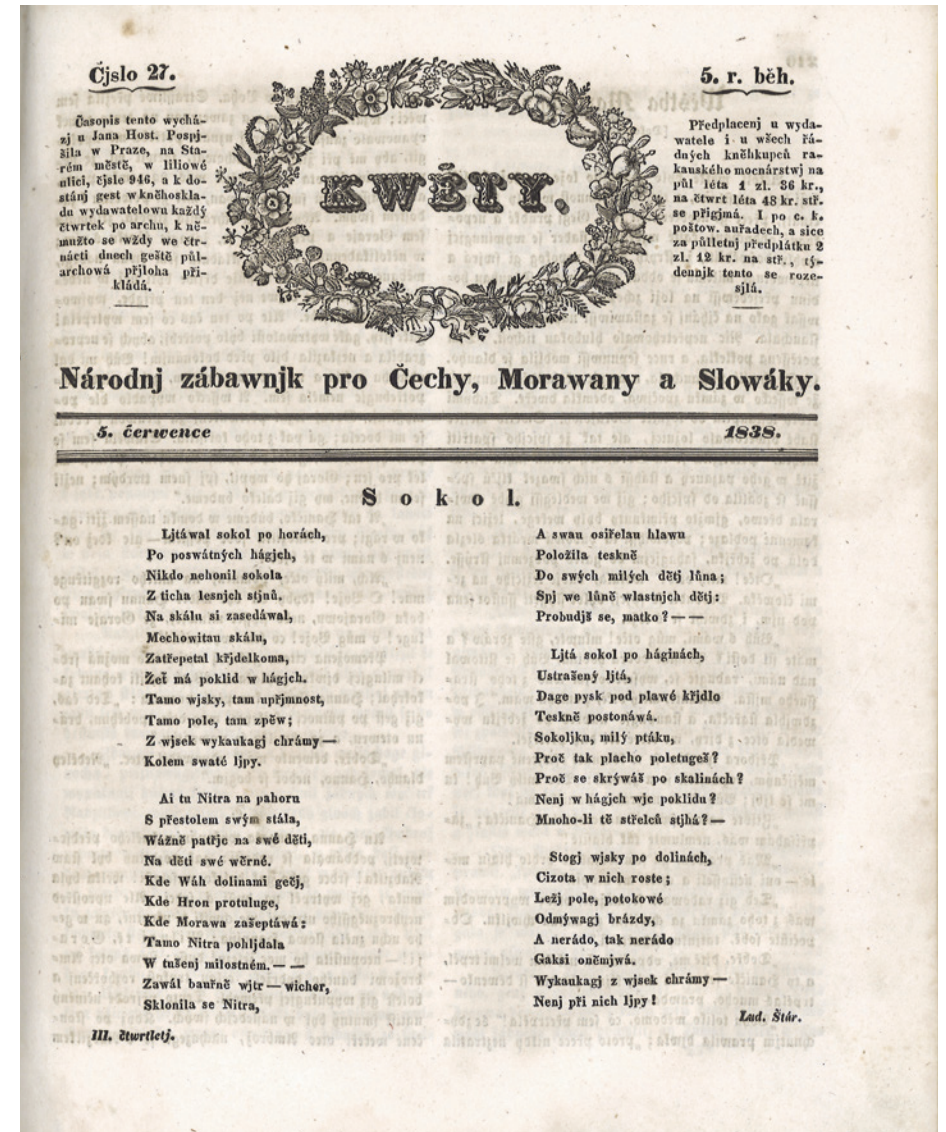 Čjslo 27.
Časopis tento wychá-
zj u Jana Host. Pospj-
šila w Praze, na Sta-
rém městě, w liliowé
ulici, čjsle 946, a k do-
stánj gest w kněhoskla-
du wydawatelowu každý
čtwrtek po archu, k ně-
mužto se wždy we čtr-
nácti dnech geště půl-
archowá přjloha při-
kládá.
KWĚTY.
5. r. běh.
Předplacenj u wyda-
watele i u wšech řá-
dných kněhkupců ra-
kauského mocnárstwj na
půl léta 1 zl. 36 kr.,
na čtwrt léta 48 kr. stř.
se přigjmá. I po c. k.
poštow. auřadech, a sice
za půlletnj předplátku 2
zl. 12 kr. na stř., tý-
dennjk tento se roze-
sjlá.
Národnj zábawnjk pro Čechy, Morawany a Slowáky.
5. července 1838.
Sokol.
Ljtáwal sokol po horách,
Po poswátných hágjch,
Nikdo nehonil sokola
Z ticha lesnjch stjnů.
Na skálu si zasedáwal,
Mechowitau skálu,
Zatřepetal křjdelkoma,
Žeť má poklid w hágjch.
Tamo wjsky, tam upřjmnost,
Tamo pole, tam zpěw;
Z wjsek wykaukagj chrámy —
Kolem swaté ljpy.
Ai tu Nitra na pahoru
S přestolem swým stála,
Wážně patřjc na swé děti,
Na děti swé wěrné.
Kde Wáh dolinami gečj,
Kde Hron protuluge,
Kde Morawa zašeptáwá:
Tamo Nitra pohljdala
W tušenj milostném. — —
Zawál bauřně wjtr — wicher,
Sklonila se Nitra,
A swau osiřelau hlawu
Položila teskně
Do swých milých dětj lůna;
Spj we lůně wlastnjch dětj:
Probudjš se, matko? — —
Ljtá sokol po háginách,
Ustrašený ljtá,
Dage pysk pod plawé křjdlo
Teskně postonáwá.
Sokoljku, milý ptáku,
Proč tak placho poletugeš?
Proč se skrýwáš po skalinách?
Nenj w hágjch wjc poklidu?
Mnoho-li tě střelců stjhá? —
Stogj wjsky po dolinách,
Cizota w nich roste;
Ležj pole, potokowé
Odmýwagj brázdy,
A nerádo, tak nerádo
Gaksi oněmjwá.
Wykaukagj z wjsek chrámy —
Nenj při nich ljpy!
Lud. Štúr.
III. čtwrtletj.